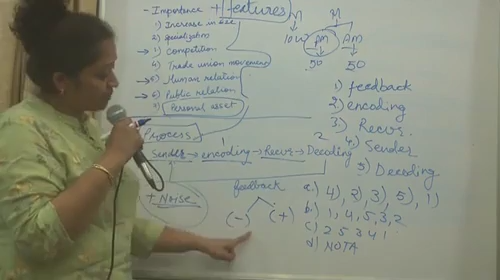 - Importance + features
1) Increase in size
2) Specialization
→ 3) Competition
4) Trade union movement
→ 5) Human relation
→ 6) Public relation
7) Personal asset
Process
Sender → encoding → Recvr → Decoding
1
2
feedback
(-) (+)
+ Noise
M
M
AM AM
50 50
1) feedback
2) encoding
3) Recvr.
4) Sender
5) Decoding
a) 4), 2), 3), 5), 1)
b) 1, 4, 5, 3, 2
c) 2 5 3 4 1
d) NOTA